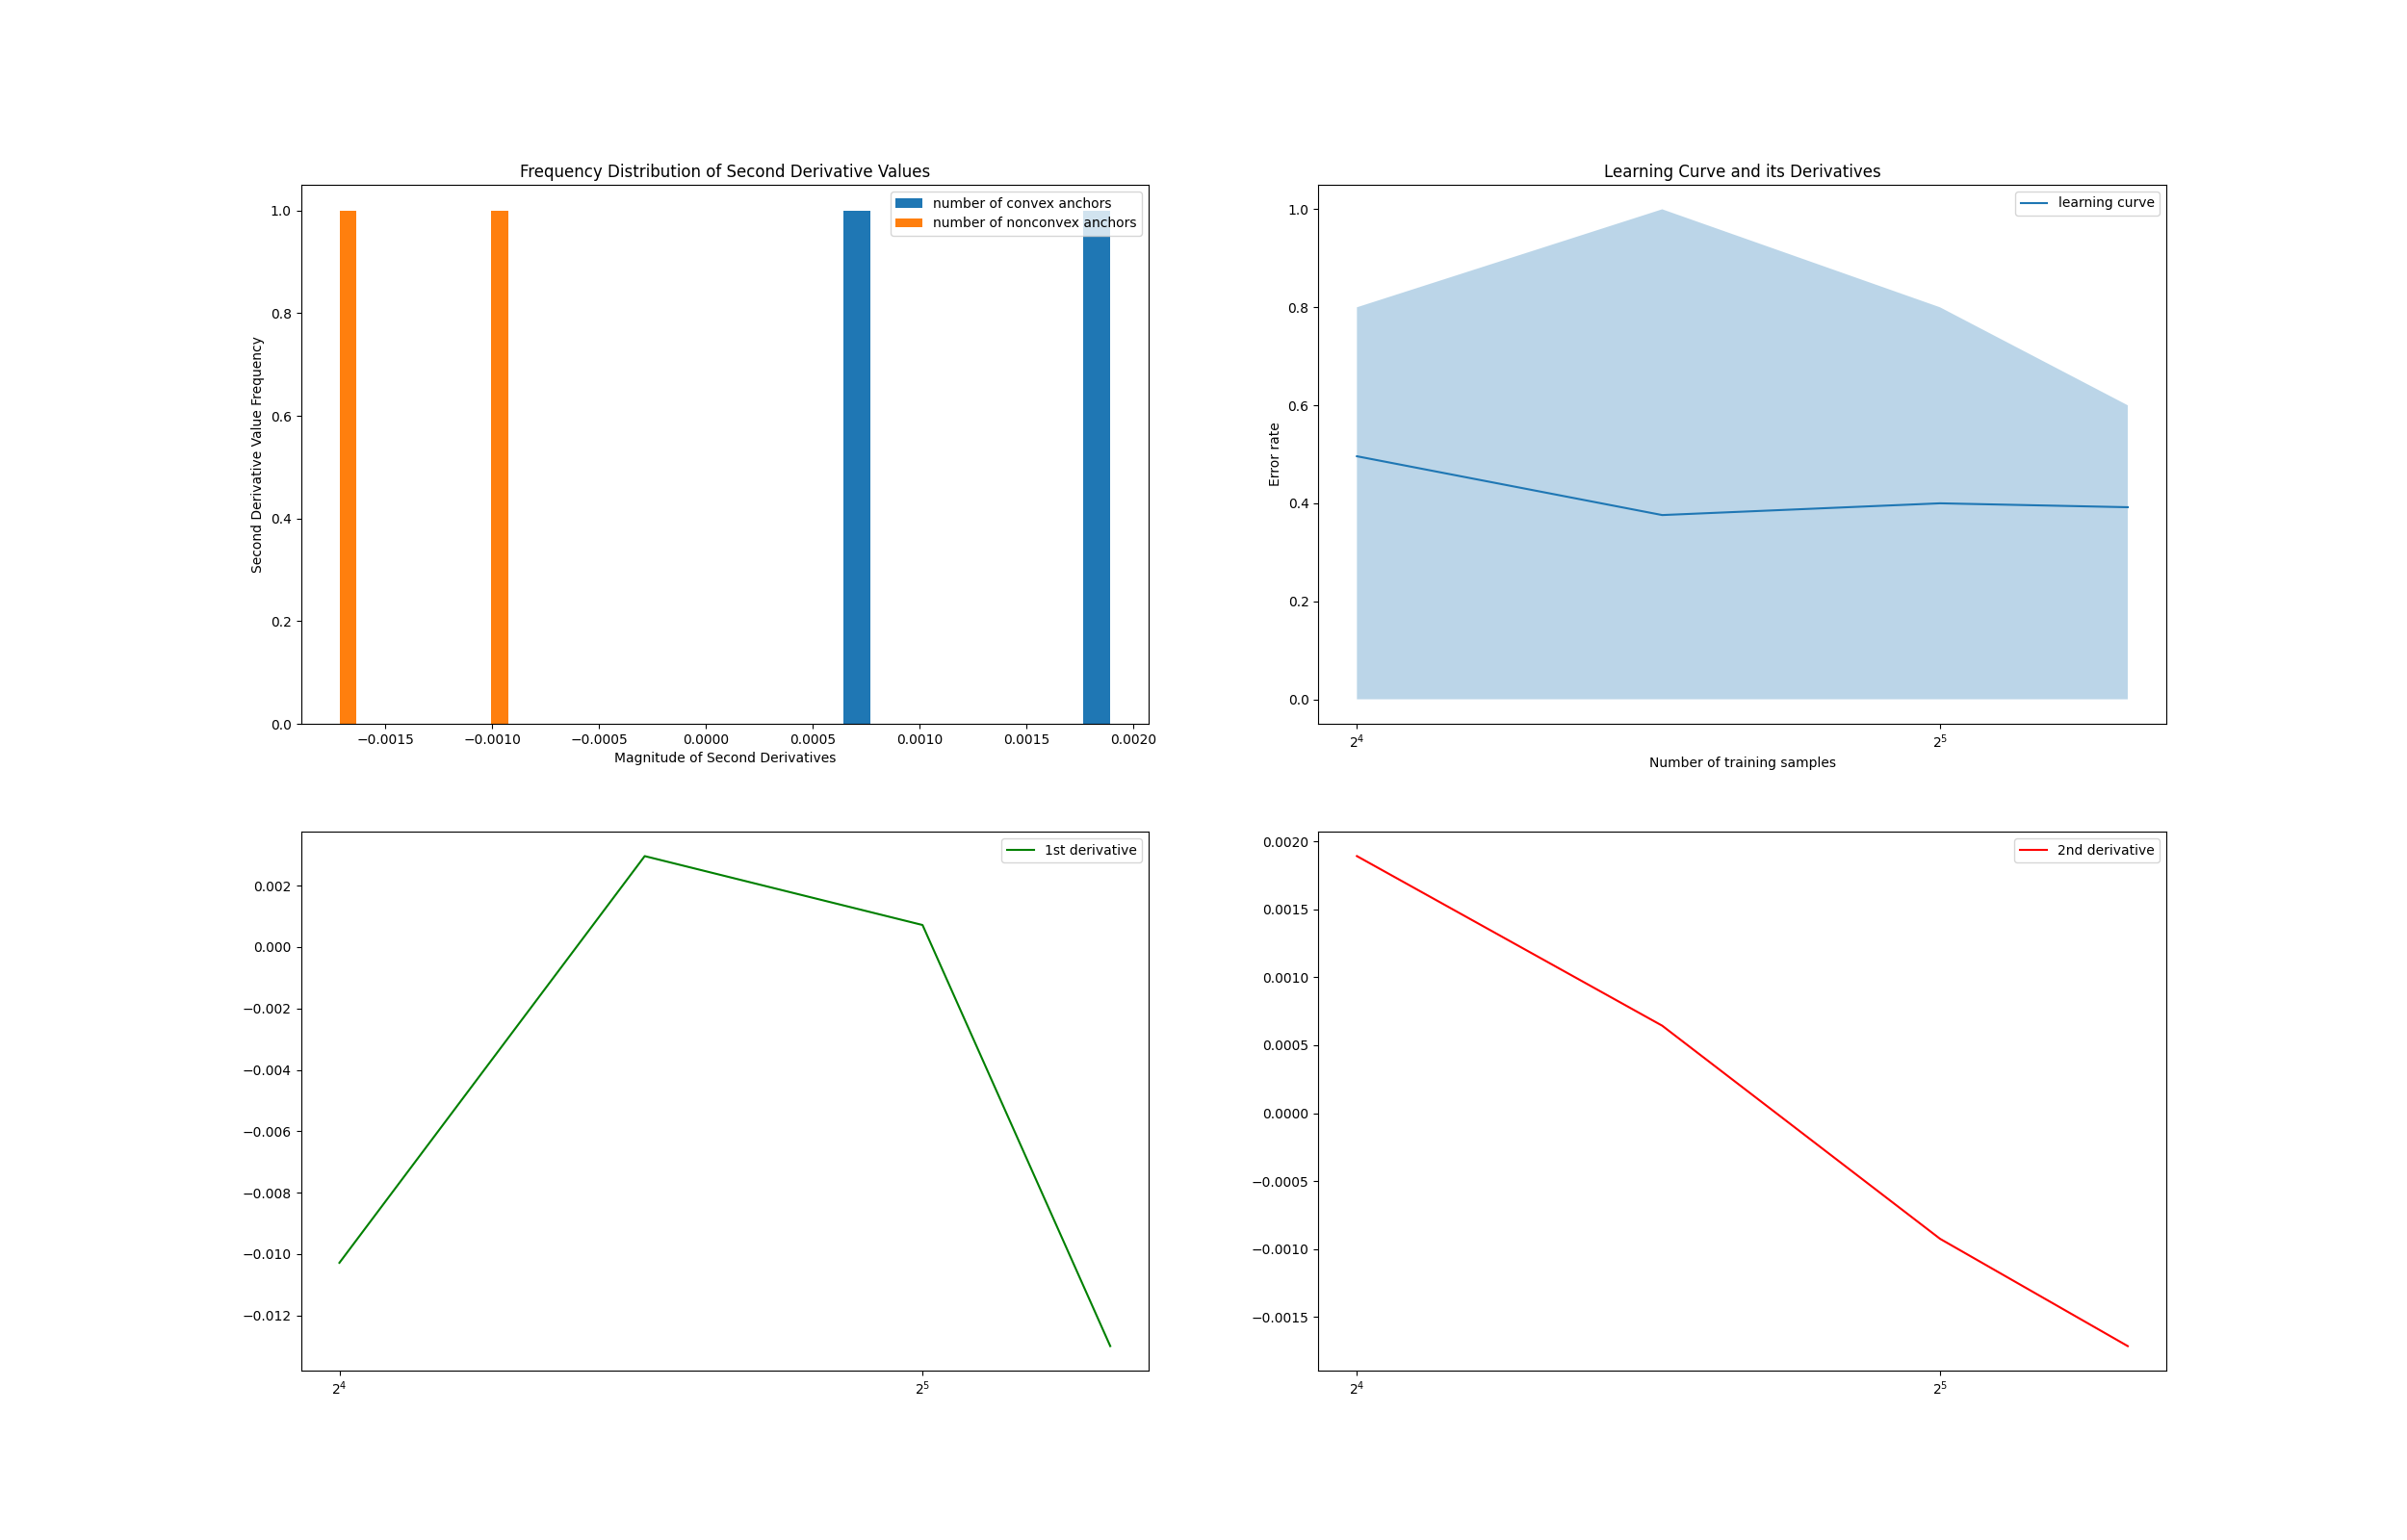 Frequency Distribution of Second Derivative Values
number of convex anchors
number of nonconvex anchors
1.0
0.8
0.6
0.4
0.2
0.0
Second Derivative Value Frequency
−0.0015 −0.0010 −0.0005 0.0000 0.0005 0.0010 0.0015 0.0020
Magnitude of Second Derivatives
Learning Curve and its Derivatives
learning curve
1.0
0.8
0.6
0.4
0.2
0.0
Error rate
2⁴ 2⁵
Number of training samples
1st derivative
0.002
0.000
−0.002
−0.004
−0.006
−0.008
−0.010
−0.012
2⁴ 2⁵
2nd derivative
0.0020
0.0015
0.0010
0.0005
0.0000
−0.0005
−0.0010
−0.0015
2⁴ 2⁵